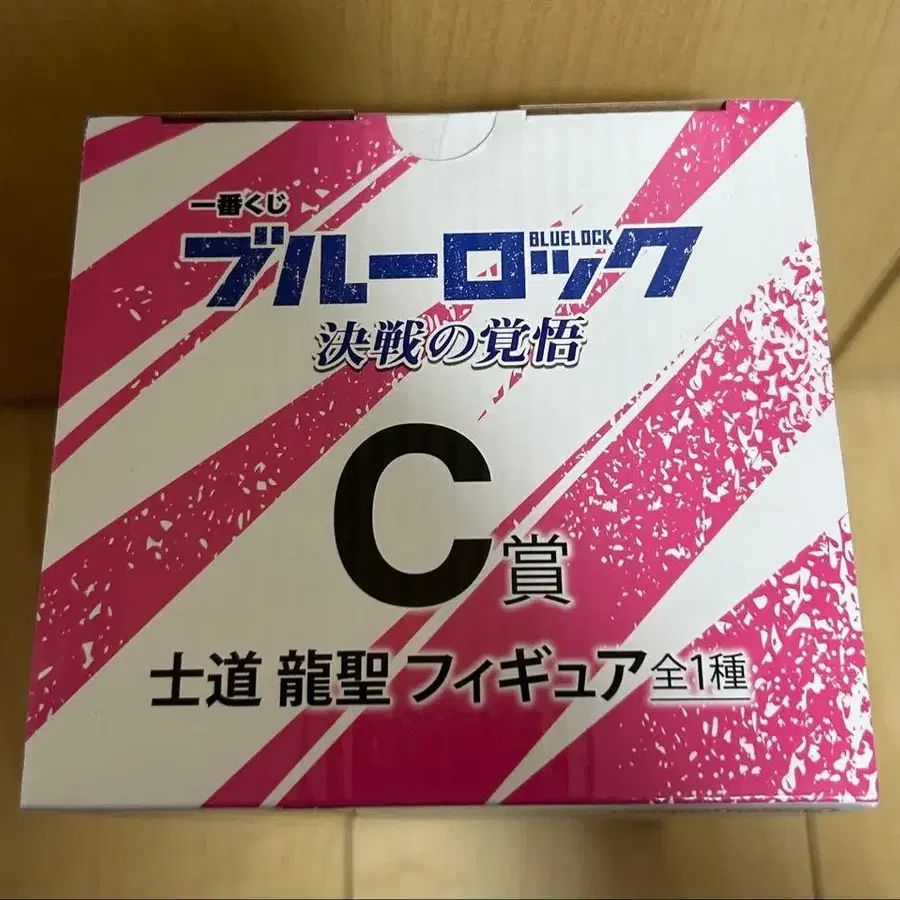 一番くじ
ブルーロック
BLUELOCK
決戦の覚悟
C賞
士道 龍聖 フィギュア 全1種